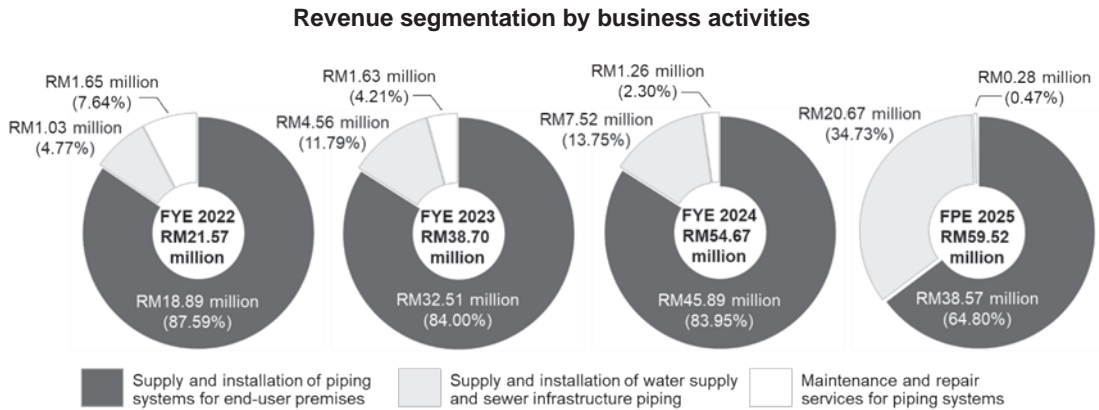 Revenue segmentation by business activities
RM1.65 million
(7.64%)
RM1.03 million
(4.77%)
FYE 2022
RM21.57
million
RM18.89 million
(87.59%)
RM1.63 million
(4.21%)
RM4.56 million
(11.79%)
FYE 2023
RM38.70
million
RM32.51 million
(84.00%)
RM1.26 million
(2.30%)
RM7.52 million
(13.75%)
FYE 2024
RM54.67
million
RM45.89 million
(83.95%)
RM0.28 million
(0.47%)
RM20.67 million
(34.73%)
FPE 2025
RM59.52
million
RM38.57 million
(64.80%)
Supply and installation of piping
systems for end-user premises
Supply and installation of water supply
and sewer infrastructure piping
Maintenance and repair
services for piping systems